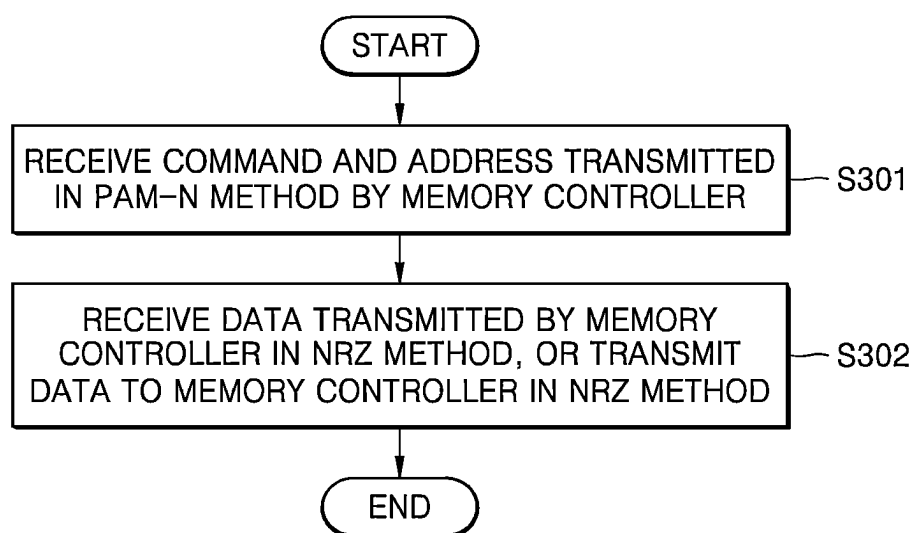 START
RECEIVE COMMAND AND ADDRESS TRANSMITTED
IN PAM-N METHOD BY MEMORY CONTROLLER
S301
RECEIVE DATA TRANSMITTED BY MEMORY
CONTROLLER IN NRZ METHOD, OR TRANSMIT
DATA TO MEMORY CONTROLLER IN NRZ METHOD
S302
END